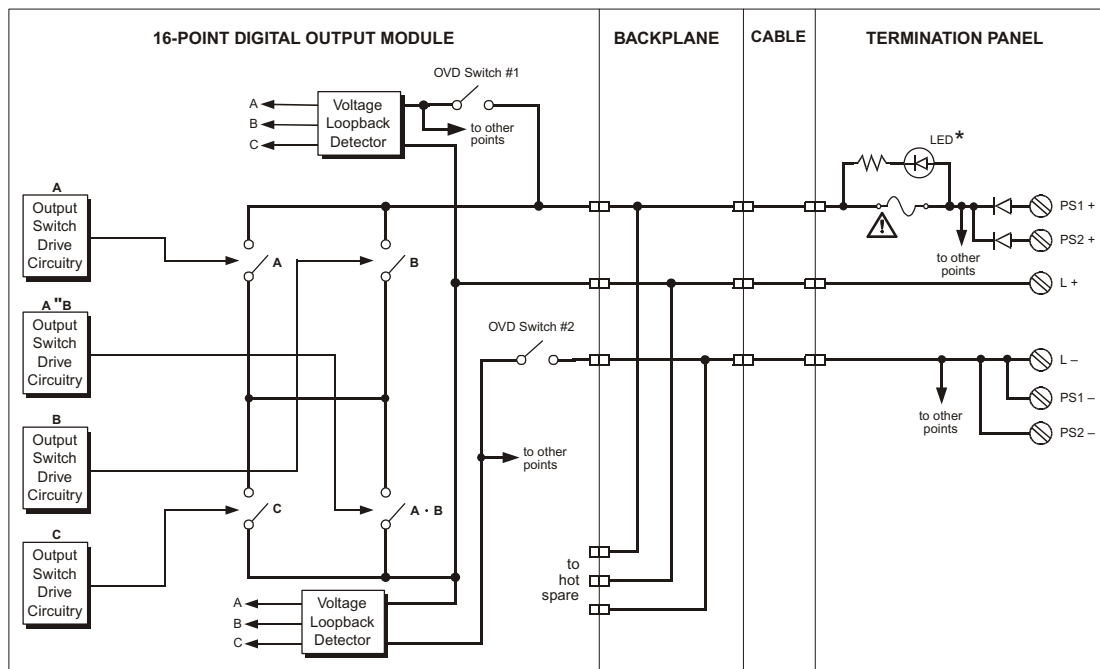 16-POINT DIGITAL OUTPUT MODULE
BACKPLANE
CABLE
TERMINATION PANEL
OVD Switch #1
A
B
C
Voltage
Loopback
Detector
to other
points
LED*
PS1 +
PS2 +
to other
points
L +
A
Output
Switch
Drive
Circuitry
A
B
A"B
Output
Switch
Drive
Circuitry
OVD Switch #2
L –
PS1 –
PS2 –
to other
points
B
Output
Switch
Drive
Circuitry
to other
points
C
A · B
C
Output
Switch
Drive
Circuitry
to
hot
spare
A
B
C
Voltage
Loopback
Detector